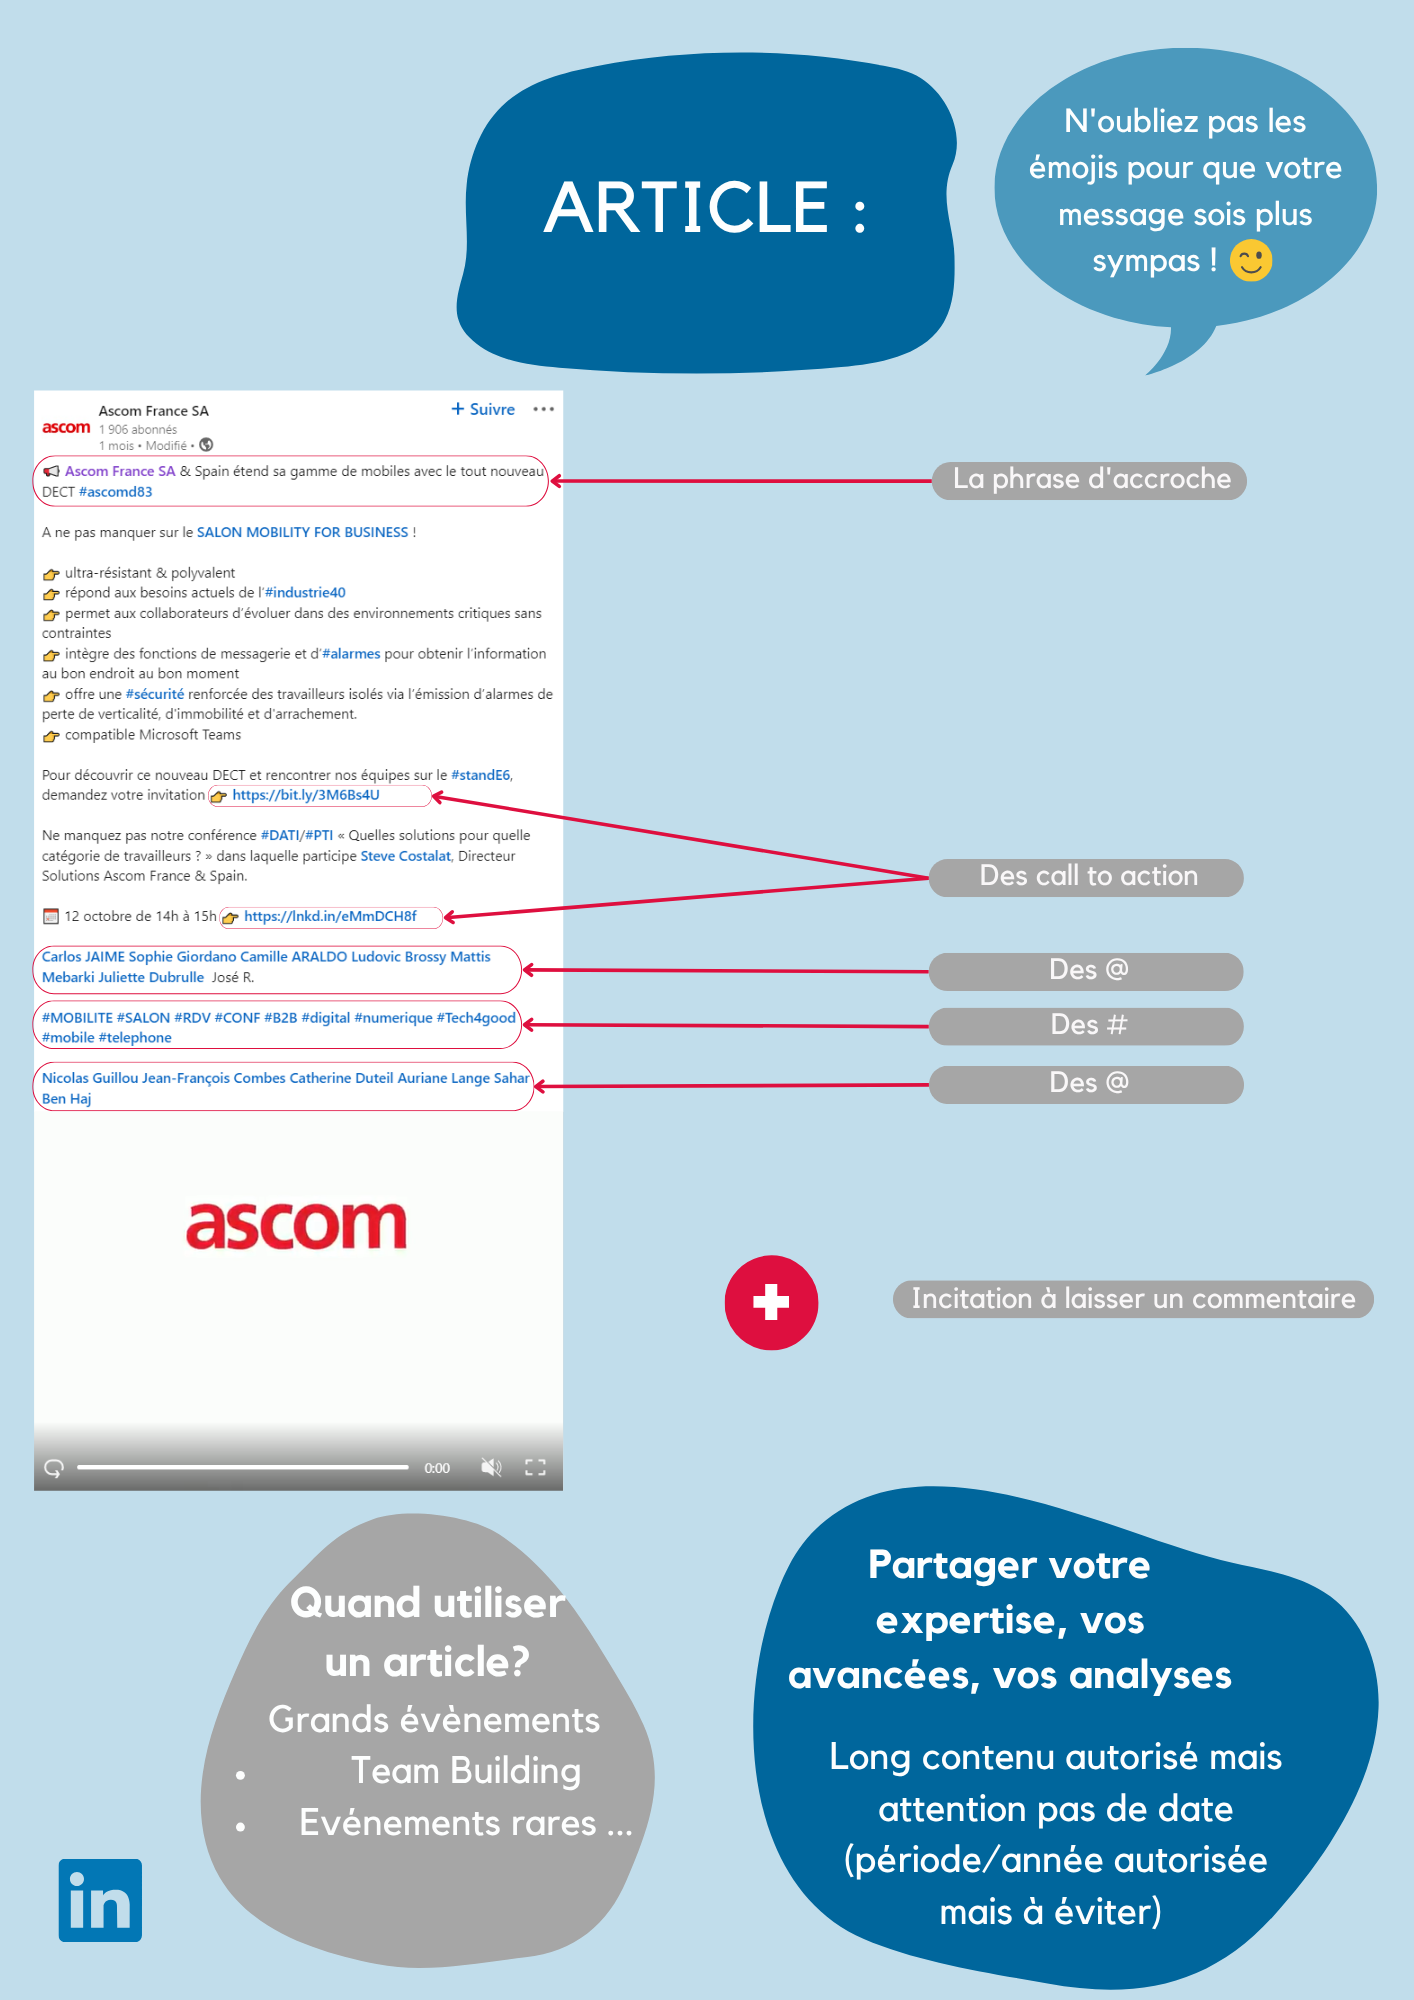 ARTICLE :
N'oubliez pas les
émojis pour que votre
message sois plus
sympas ! 😉
Ascom France SA
+ Suivre ...
ascom
1 906 abonnés
1 mois • Modifié •
Ascom France SA & Spain étend sa gamme de mobiles avec le tout nouveau
DECT #ascomd83
La phrase d'accroche
A ne pas manquer sur le SALON MOBILITY FOR BUSINESS !
👉 ultra-résistant & polyvalent
👉 répond aux besoins actuels de l'#industrie40
👉 permet aux collaborateurs d'évoluer dans des environnements critiques sans
contraintes
👉 intègre des fonctions de messagerie et d'#alarmes pour obtenir l'information
au bon endroit au bon moment
👉 offre une #sécurité renforcée des travailleurs isolés via l'émission d'alarmes de
perte de verticalité, d'immobilité et d'arrachement.
👉 compatible Microsoft Teams
Pour découvrir ce nouveau DECT et rencontrer nos équipes sur le #standE6,
demandez votre invitation 👉 https://bit.ly/3M6Bs4U
Ne manquez pas notre conférence #DATI/#PTI « Quelles solutions pour quelle
catégorie de travailleurs ? » dans laquelle participe Steve Costalat, Directeur
Solutions Ascom France & Spain.
Des call to action
📅 12 octobre de 14h à 15h 👉 https://lnkd.in/eMmDCH8f
Carlos JAIME Sophie Giordano Camille ARALDO Ludovic Brossy Mattis
Mebarki Juliette Dubrulle José R.
Des @
#MOBILITE #SALON #RDV #CONF #B2B #digital #numerique #Tech4good
#mobile #telephone
Des #
Nicolas Guillou Jean-François Combes Catherine Duteil Auriane Lange Sahar
Ben Haj
Des @
ascom
Incitation à laisser un commentaire
0:00
Quand utiliser
un article?
Grands évènements
• Team Building
• Evénements rares ...
Partager votre
expertise, vos
avancées, vos analyses
Long contenu autorisé mais
attention pas de date
(période/année autorisée
mais à éviter)
in